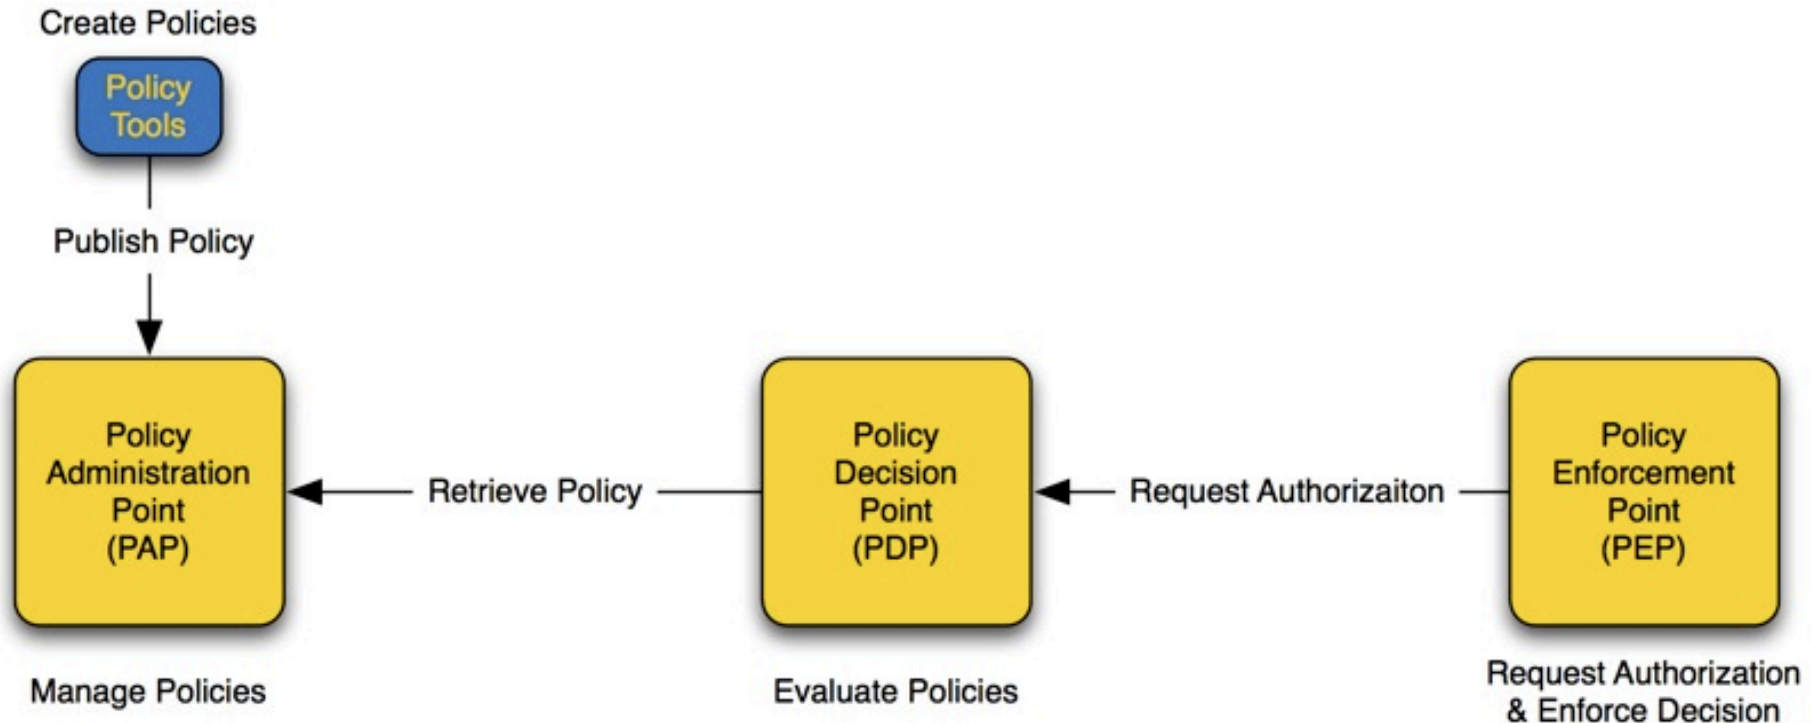 Create Policies
Policy
Tools
Publish Policy
Policy
Administration
Point
(PAP)
Retrieve Policy
Policy
Decision
Point
(PDP)
Request Authorizaiton
Policy
Enforcement
Point
(PEP)
Manage Policies
Evaluate Policies
Request Authorization
& Enforce Decision